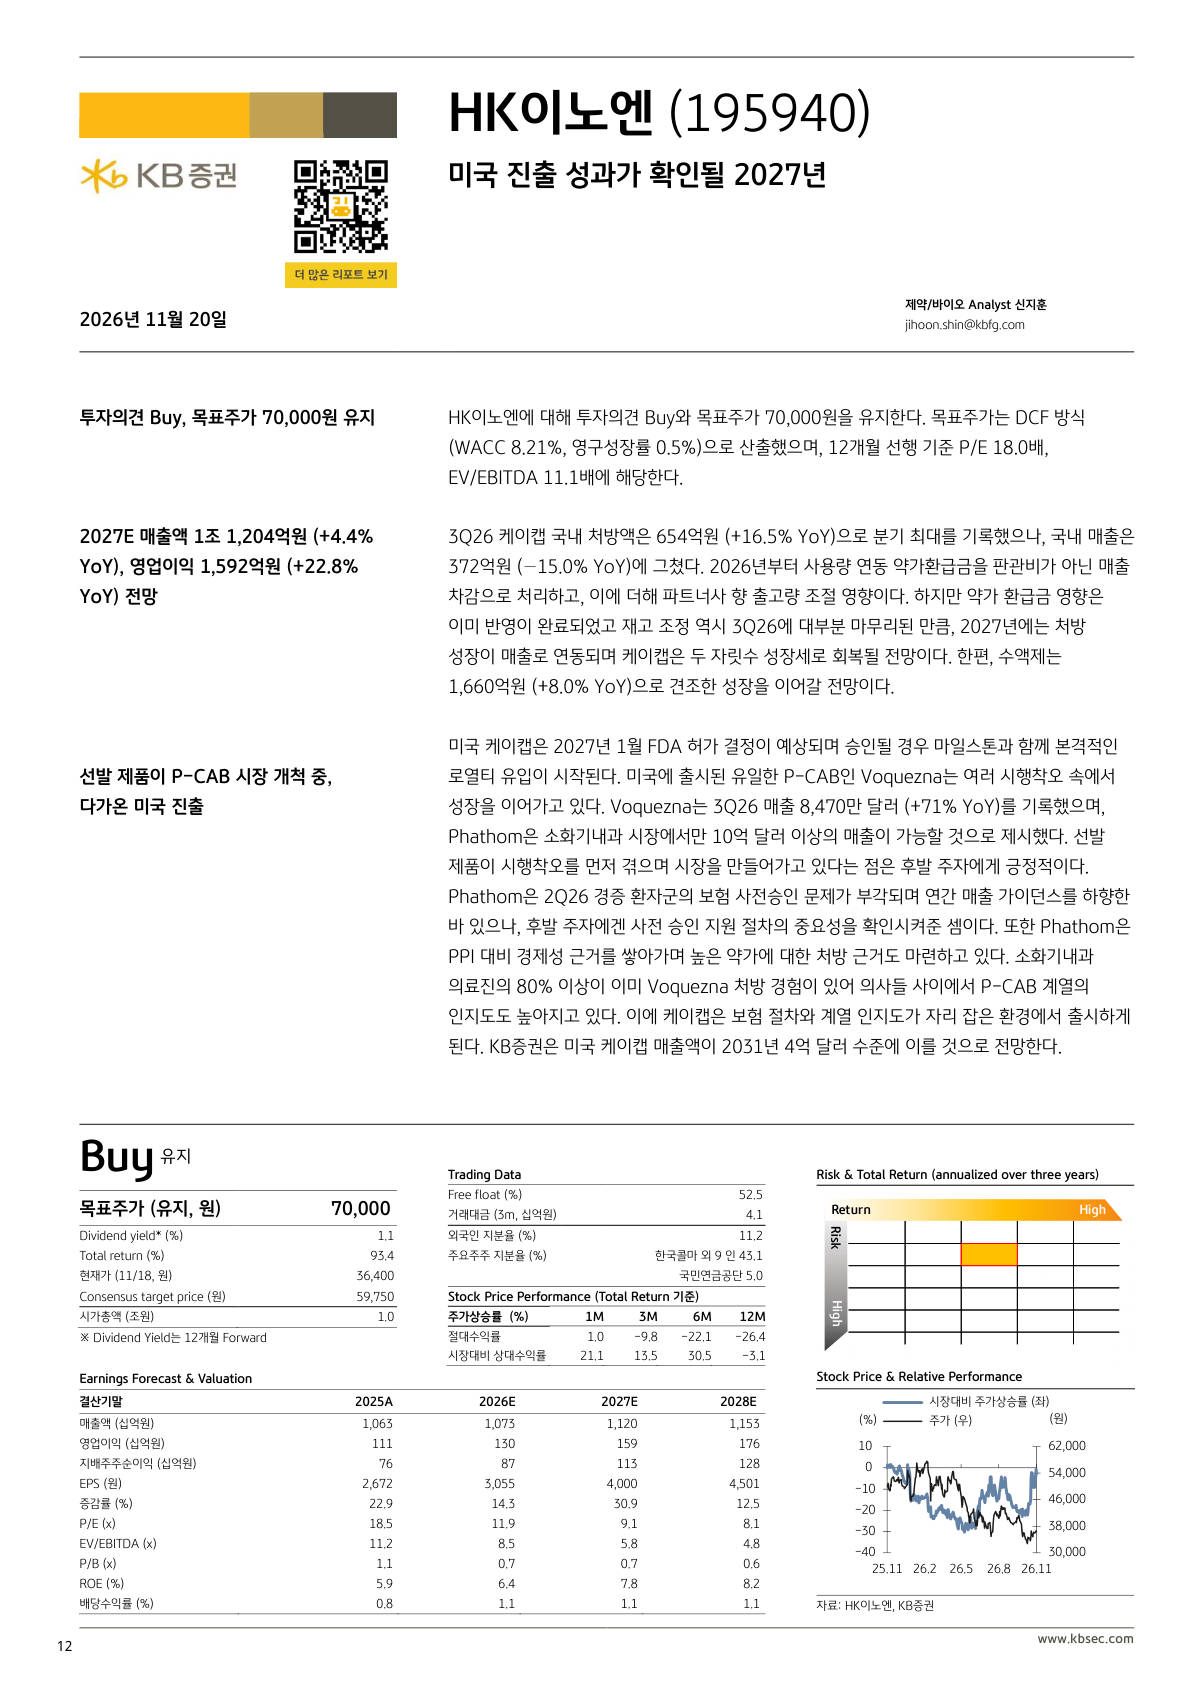 HK이노엔 (195940)
미국 진출 성과가 확인될 2027년
KB증권
더 많은 리포트 보기
2026년 11월 20일
제약/바이오 Analyst 신지훈
jihoon.shin@kbfg.com
투자의견 Buy, 목표주가 70,000원 유지
HK이노엔에 대해 투자의견 Buy와 목표주가 70,000원을 유지한다. 목표주가는 DCF 방식
(WACC 8.21%, 영구성장률 0.5%)으로 산출했으며, 12개월 선행 기준 P/E 18.0배,
EV/EBITDA 11.1배에 해당한다.
2027E 매출액 1조 1,204억원 (+4.4%
YoY), 영업이익 1,592억원 (+22.8%
YoY) 전망
3Q26 케이캡 국내 처방액은 654억원 (+16.5% YoY)으로 분기 최대를 기록했으나, 국내 매출은
372억원 (−15.0% YoY)에 그쳤다. 2026년부터 사용량 연동 약가환급금을 판관비가 아닌 매출
차감으로 처리하고, 이에 더해 파트너사 향 출고량 조절 영향이다. 하지만 약가 환급금 영향은
이미 반영이 완료되었고 재고 조정 역시 3Q26에 대부분 마무리된 만큼, 2027년에는 처방
성장이 매출로 연동되며 케이캡은 두 자릿수 성장세로 회복될 전망이다. 한편, 수액제는
1,660억원 (+8.0% YoY)으로 견조한 성장을 이어갈 전망이다.
선발 제품이 P-CAB 시장 개척 중,
다가온 미국 진출
미국 케이캡은 2027년 1월 FDA 허가 결정이 예상되며 승인될 경우 마일스톤과 함께 본격적인
로열티 유입이 시작된다. 미국에 출시된 유일한 P-CAB인 Voquezna는 여러 시행착오 속에서
성장을 이어가고 있다. Voquezna는 3Q26 매출 8,470만 달러 (+71% YoY)를 기록했으며,
Phathom은 소화기내과 시장에서만 10억 달러 이상의 매출이 가능할 것으로 제시했다. 선발
제품이 시행착오를 먼저 겪으며 시장을 만들어가고 있다는 점은 후발 주자에게 긍정적이다.
Phathom은 2Q26 경증 환자군의 보험 사전승인 문제가 부각되며 연간 매출 가이던스를 하향한
바 있으나, 후발 주자에겐 사전 승인 지원 절차의 중요성을 확인시켜준 셈이다. 또한 Phathom은
PPI 대비 경제성 근거를 쌓아가며 높은 약가에 대한 처방 근거도 마련하고 있다. 소화기내과
의료진의 80% 이상이 이미 Voquezna 처방 경험이 있어 의사들 사이에서 P-CAB 계열의
인지도도 높아지고 있다. 이에 케이캡은 보험 절차와 계열 인지도가 자리 잡은 환경에서 출시하게
된다. KB증권은 미국 케이캡 매출액이 2031년 4억 달러 수준에 이를 것으로 전망한다.
Buy 유지
목표주가 (유지, 원) 70,000
Dividend yield* (%) 1.1
Total return (%) 93.4
현재가 (11/18, 원) 36,400
Consensus target price (원) 59,750
시가총액 (조원) 1.0
※ Dividend Yield는 12개월 Forward
Trading Data
Free float (%) 52.5
거래대금 (3m, 십억원) 4.1
외국인 지분율 (%) 11.2
주요주주 지분율 (%) 한국콜마 외 9 인 43.1
국민연금공단 5.0
Stock Price Performance (Total Return 기준)
주가상승률 (%) 1M 3M 6M 12M
절대수익률 1.0 -9.8 -22.1 -26.4
시장대비 상대수익률 21.1 13.5 30.5 -3.1
Risk & Total Return (annualized over three years)
Return High
Risk
High
Earnings Forecast & Valuation
결산기말 2025A 2026E 2027E 2028E
매출액 (십억원) 1,063 1,073 1,120 1,153
영업이익 (십억원) 111 130 159 176
지배주주순이익 (십억원) 76 87 113 128
EPS (원) 2,672 3,055 4,000 4,501
증감률 (%) 22.9 14.3 30.9 12.5
P/E (x) 18.5 11.9 9.1 8.1
EV/EBITDA (x) 11.2 8.5 5.8 4.8
P/B (x) 1.1 0.7 0.7 0.6
ROE (%) 5.9 6.4 7.8 8.2
배당수익률 (%) 0.8 1.1 1.1 1.1
Stock Price & Relative Performance
시장대비 주가상승률 (좌)
(%) 주가 (우) (원)
10 62,000
0 54,000
-10 46,000
-20 38,000
-30 30,000
-40
25.11 26.2 26.5 26.8 26.11
자료: HK이노엔, KB증권
12
www.kbsec.com